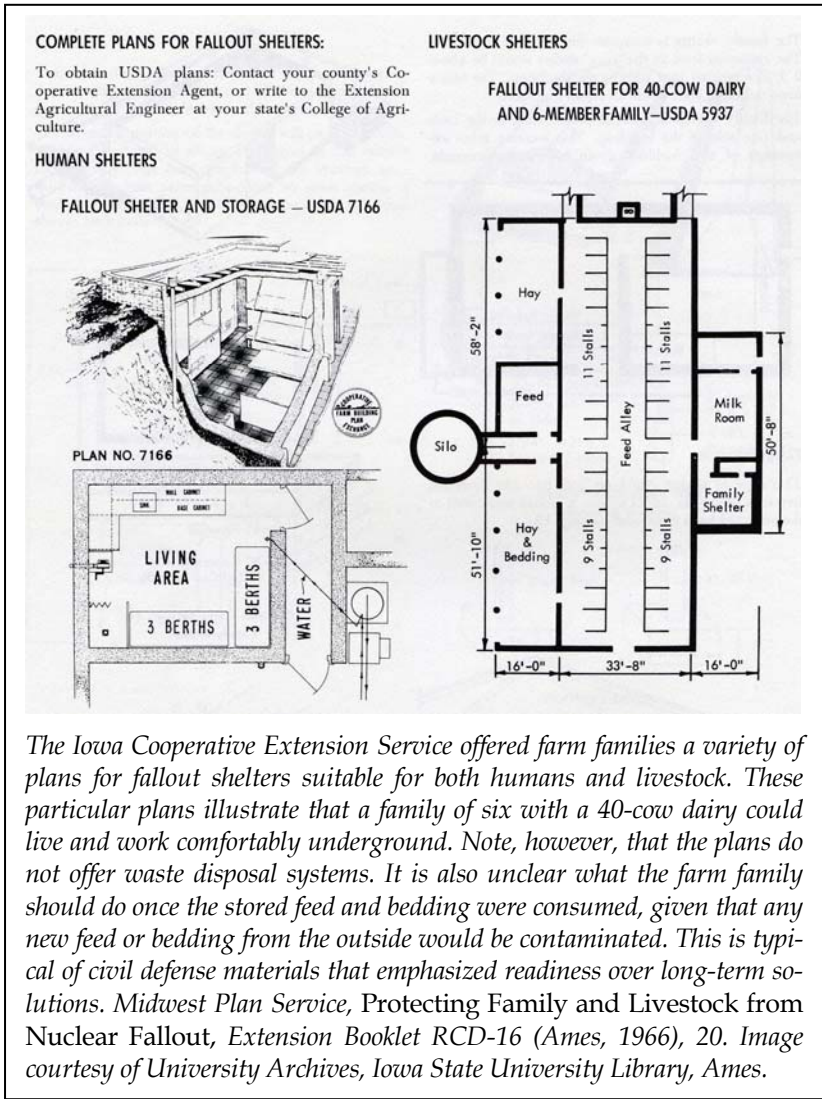 COMPLETE PLANS FOR FALLOUT SHELTERS:
To obtain USDA plans: Contact your county's Co-
operative Extension Agent, or write to the Extension
Agricultural Engineer at your state's College of Agri-
culture.
HUMAN SHELTERS
FALLOUT SHELTER AND STORAGE – USDA 7166
COOPERATIVE
FARM BUILDING
PLAN
EXCHANGE
PLAN NO. 7166
WALL CABINET
SINK
BASE CABINET
LIVING
AREA
3 BERTHS
3 BERTHS
WATER
LIVESTOCK SHELTERS
FALLOUT SHELTER FOR 40-COW DAIRY
AND 6-MEMBER FAMILY–USDA 5937
Hay
58'-2"
11 Stalls
11 Stalls
Feed
Milk
Room
Silo
Feed Alley
50'-8"
Family
Shelter
Hay
&
Bedding
51'-10"
9 Stalls
9 Stalls
16'-0"
33'-8"
16'-0"
The Iowa Cooperative Extension Service offered farm families a variety of
plans for fallout shelters suitable for both humans and livestock. These
particular plans illustrate that a family of six with a 40-cow dairy could
live and work comfortably underground. Note, however, that the plans do
not offer waste disposal systems. It is also unclear what the farm family
should do once the stored feed and bedding were consumed, given that any
new feed or bedding from the outside would be contaminated. This is typi-
cal of civil defense materials that emphasized readiness over long-term so-
lutions. Midwest Plan Service, Protecting Family and Livestock from
Nuclear Fallout, Extension Booklet RCD-16 (Ames, 1966), 20. Image
courtesy of University Archives, Iowa State University Library, Ames.